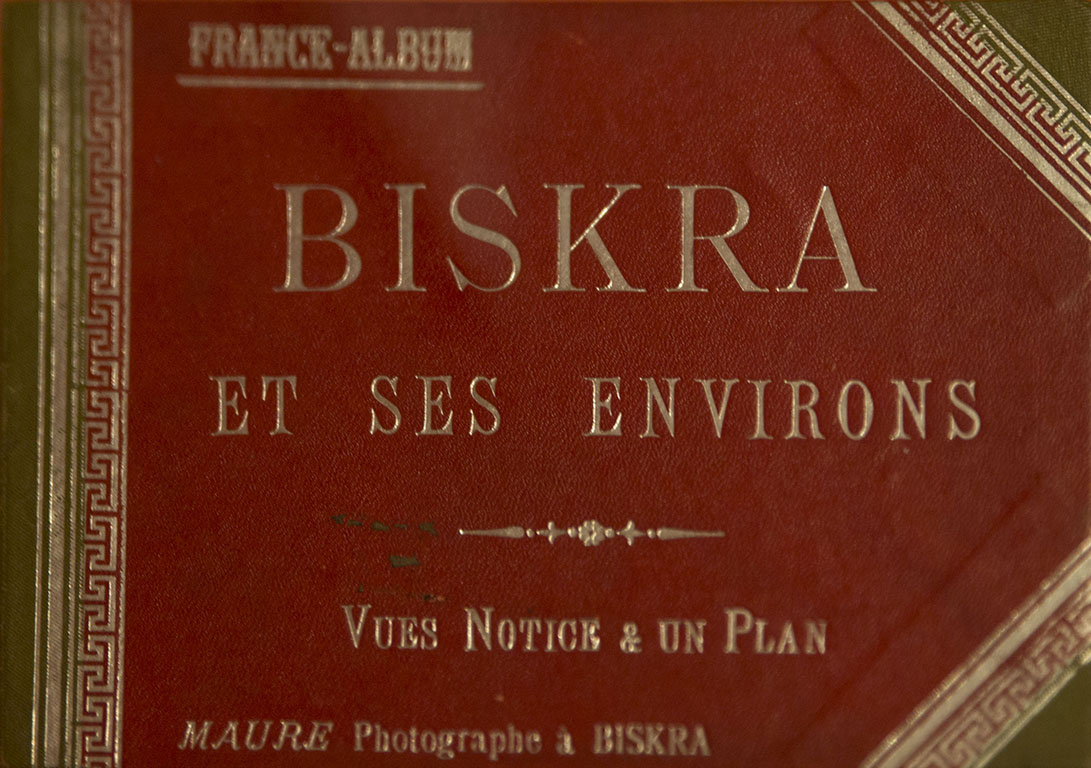 FRANCE-ALBUM
BISKRA
ET SES ENVIRONS
VUES NOTICE & UN PLAN
MAURE Photographe à BISKRA